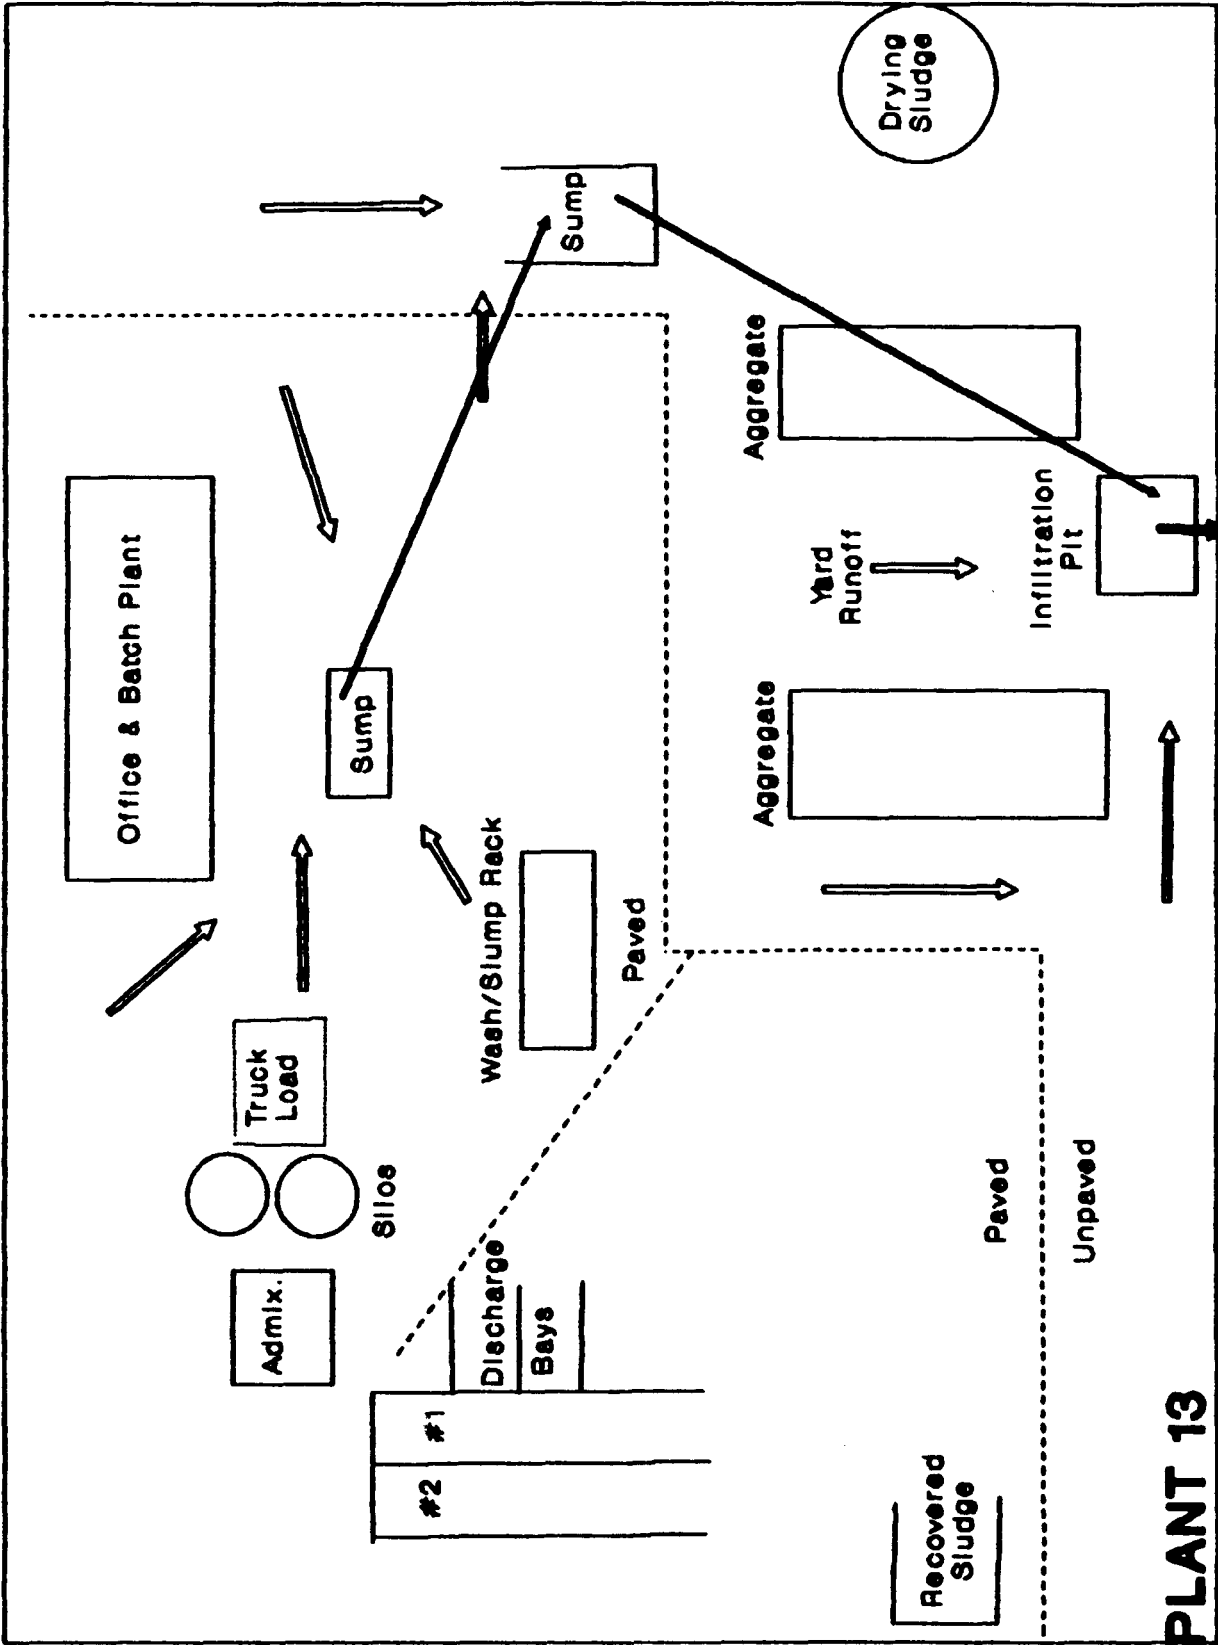 Office & Batch Plant
Truck
Load
Silos
Admix.
Sump
Sump
Wash/Slump Rack
Paved
Discharge
Bays
#1
#2
Drying
Sludge
Aggregate
Aggregate
Yard
Runoff
Infiltration
Pit
Paved
Unpaved
Recovered
Sludge
PLANT 13